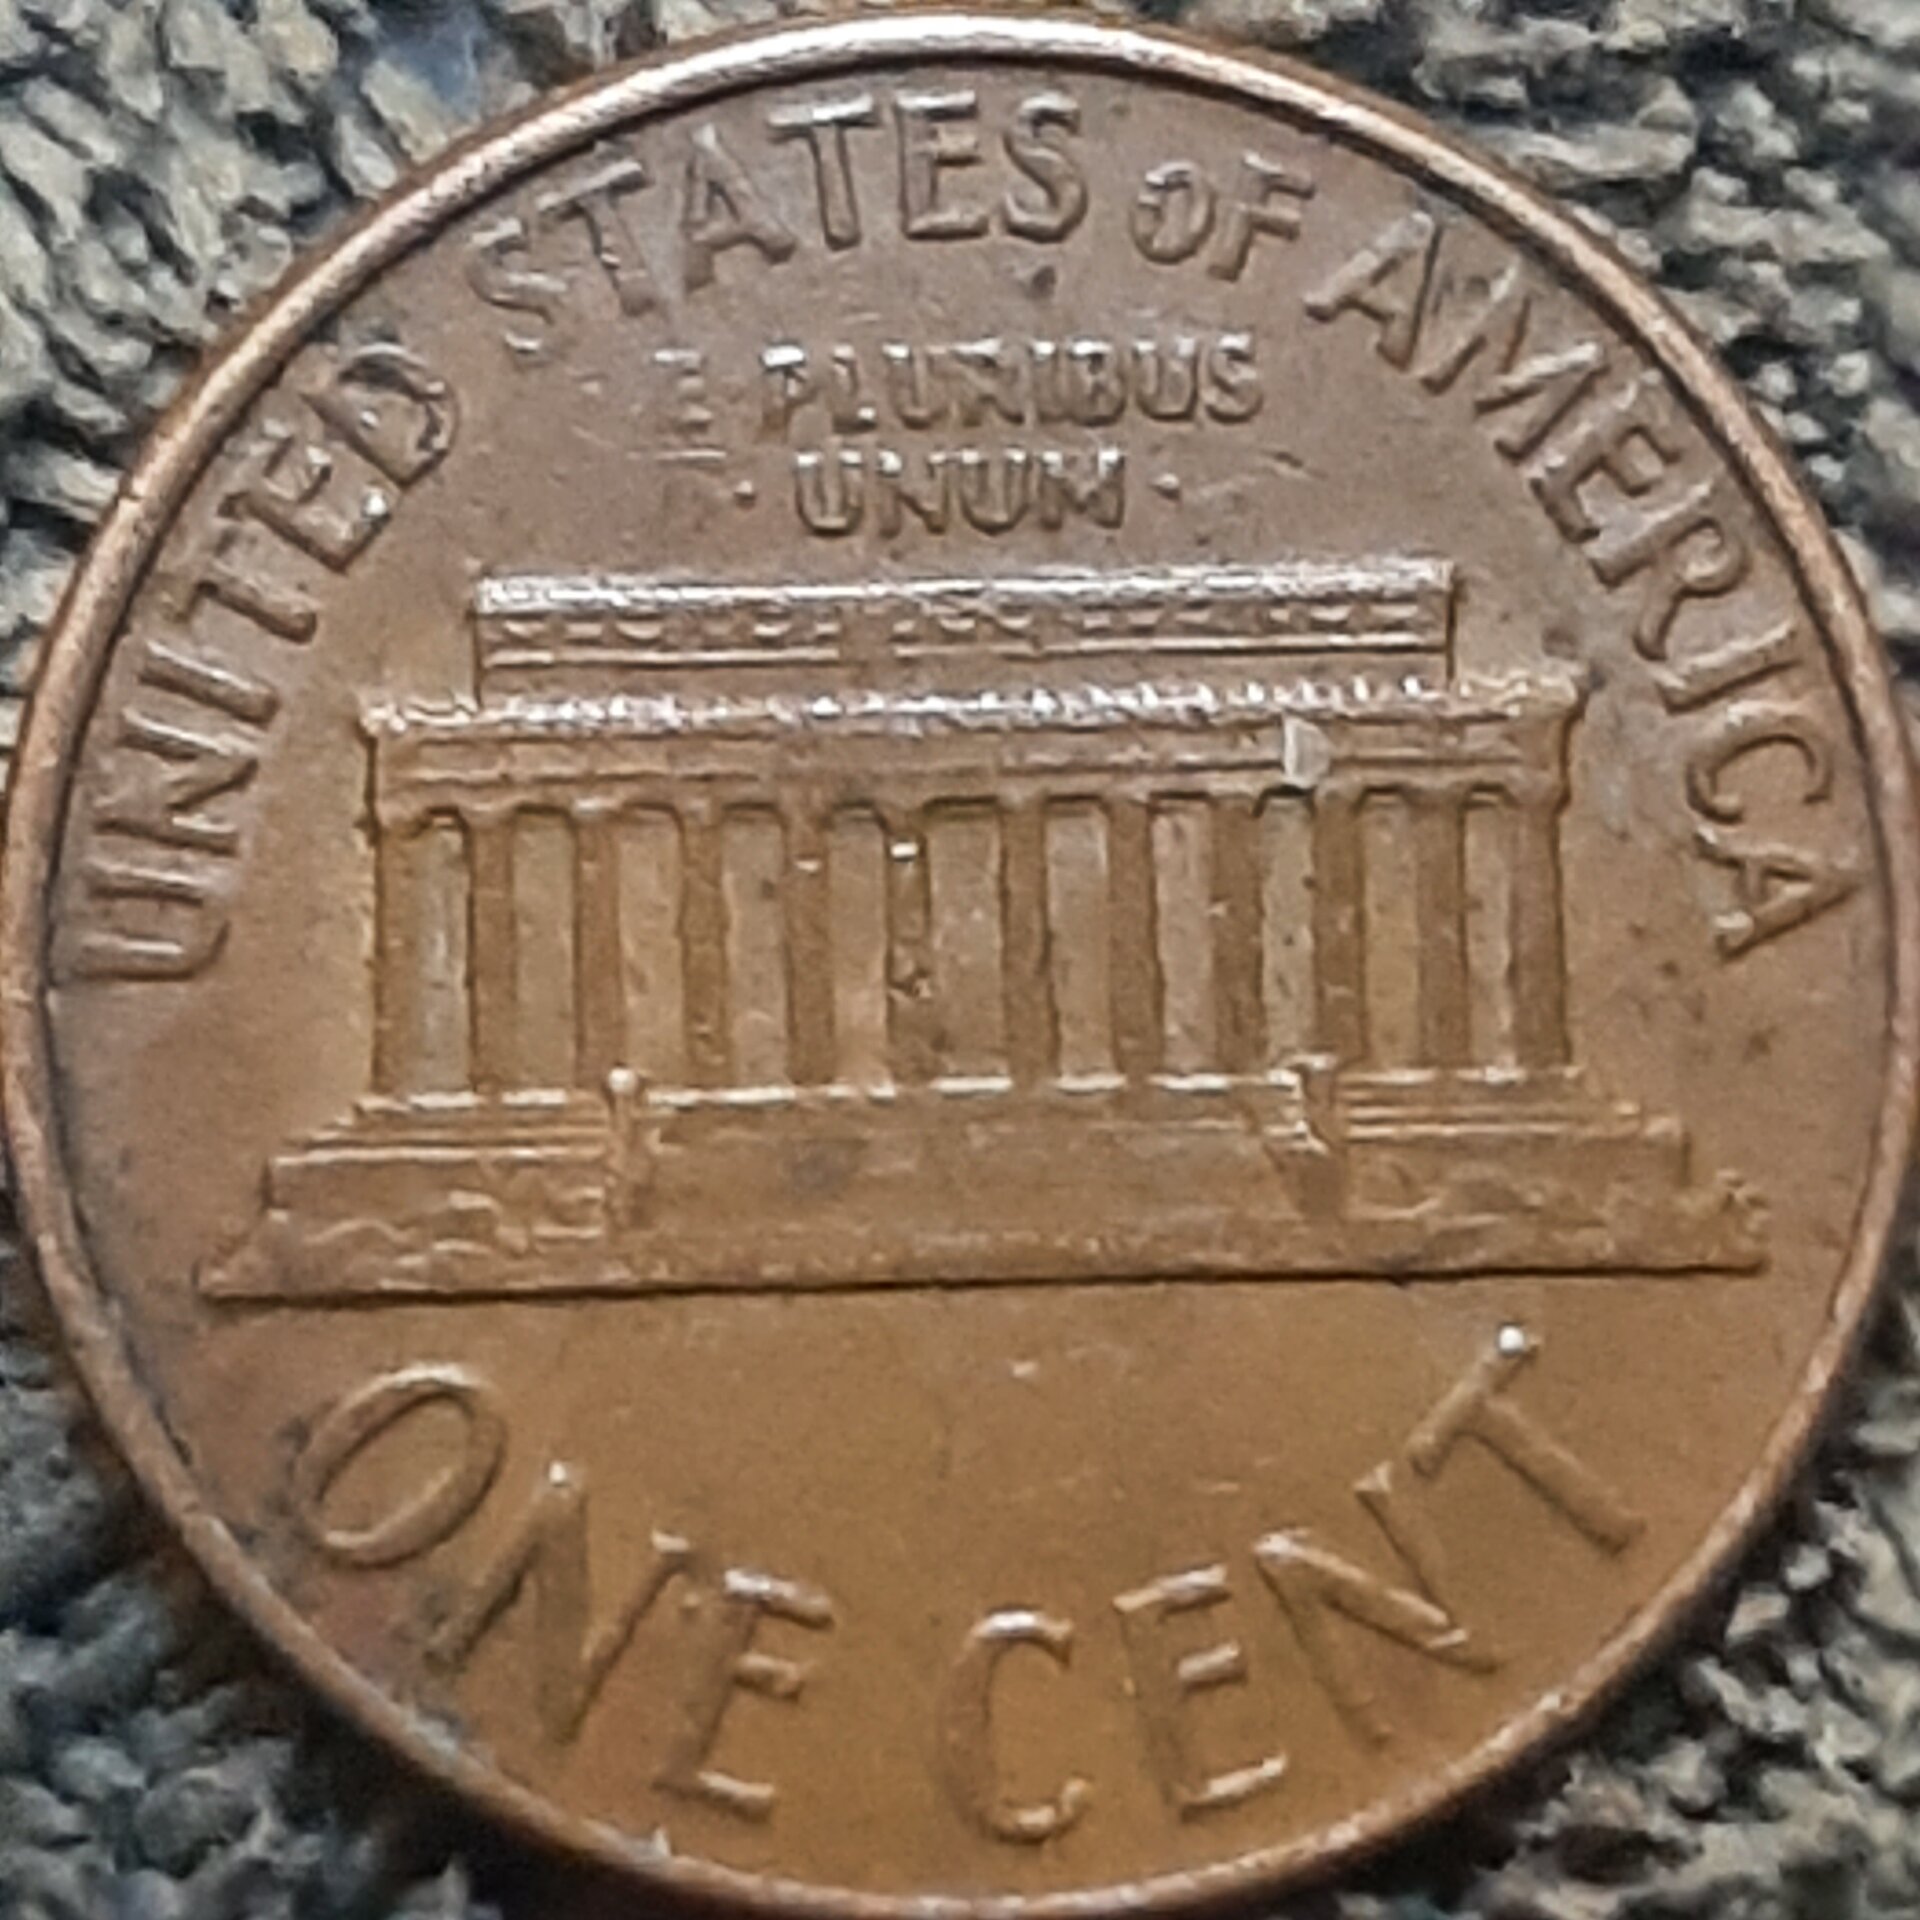 UNITED STATES OF AMERICA
E·PLURIBUS
·UNUM·
ONE CENT